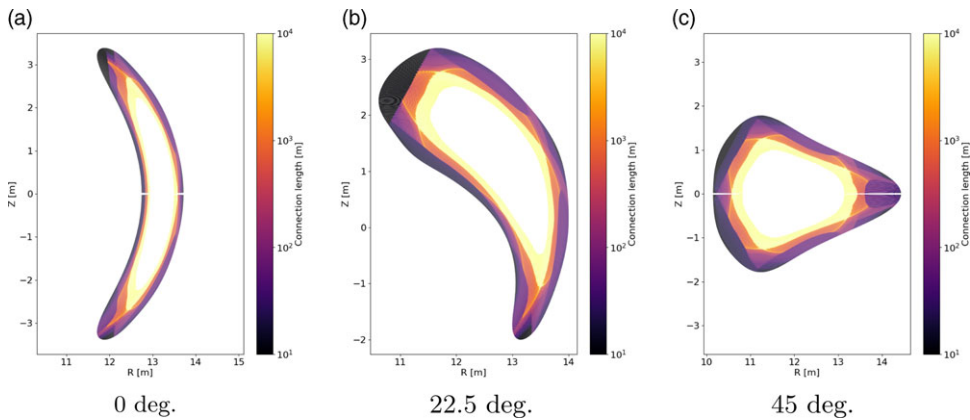 (a)
(b)
(c)
3
2
1
0
−1
−2
−3
Z [m]
11 12 13 14 15
R [m]
10⁴
10³
10²
10¹
Connection length [m]
0 deg.
3
2
1
0
−1
−2
Z [m]
11 12 13 14
R [m]
10⁴
10³
10²
10¹
Connection length [m]
22.5 deg.
3
2
1
0
−1
−2
−3
Z [m]
10 11 12 13 14
R [m]
10⁴
10³
10²
10¹
Connection length [m]
45 deg.